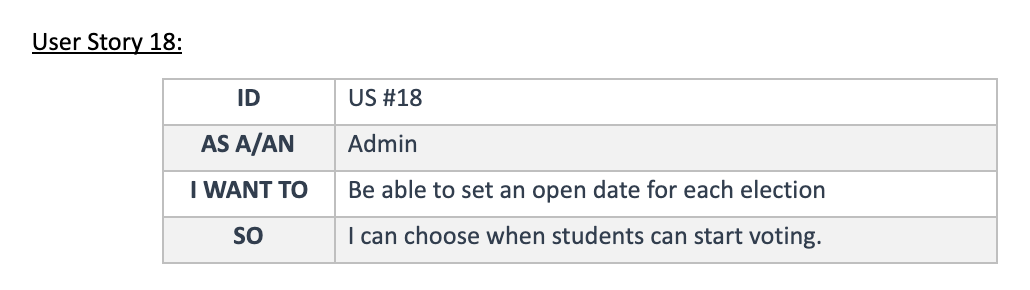 User Story 18:
ID US #18
AS A/AN Admin
I WANT TO Be able to set an open date for each election
SO I can choose when students can start voting.